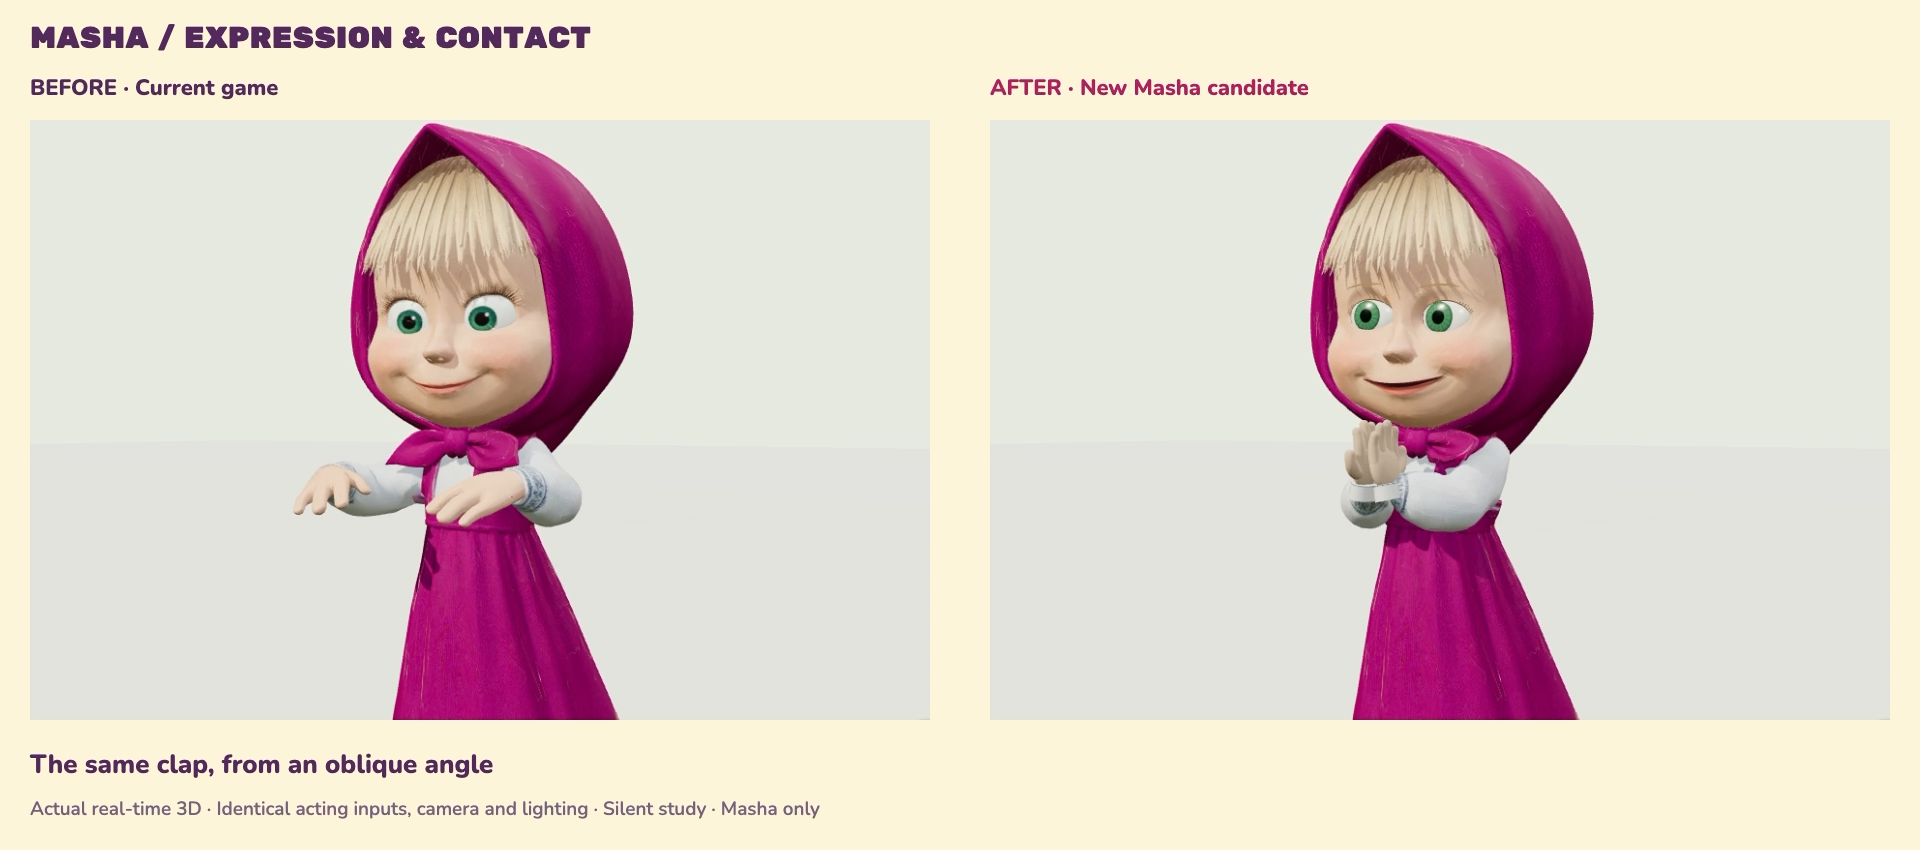 MASHA / EXPRESSION & CONTACT
BEFORE · Current game
AFTER · New Masha candidate
The same clap, from an oblique angle
Actual real-time 3D · Identical acting inputs, camera and lighting · Silent study · Masha only